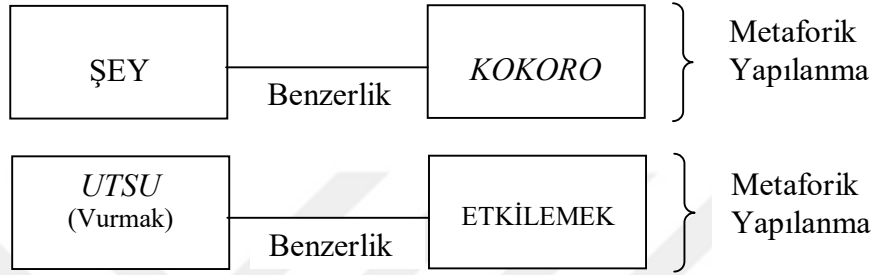 ŞEY
Benzerlik
KOKORO
Metaforik
Yapılanma
UTSU
(Vurmak)
Benzerlik
ETKİLEMEK
Metaforik
Yapılanma